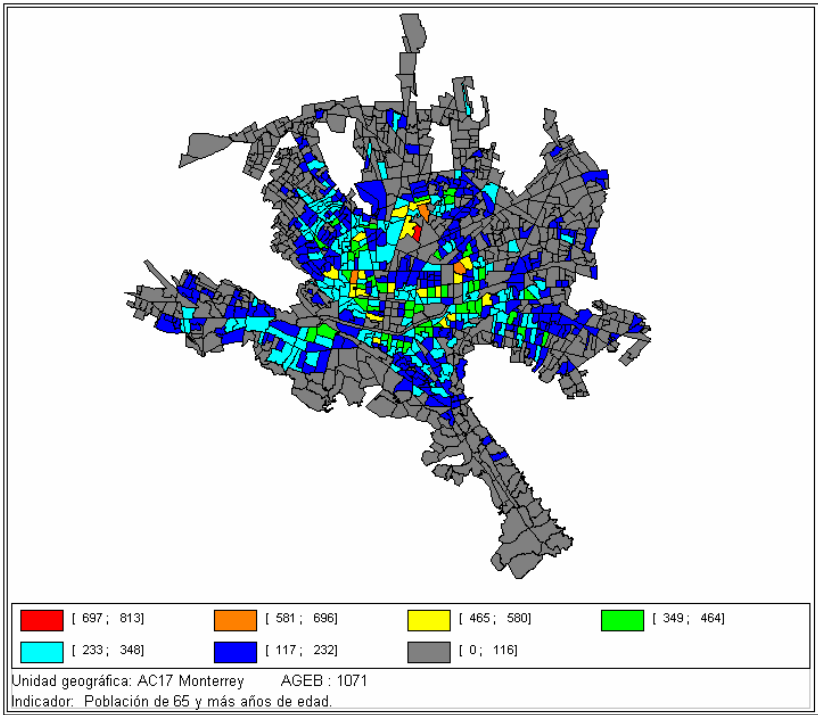 [ 697 ; 813] [ 581 ; 696] [ 465 ; 580] [ 349 ; 464]
[ 233 ; 348] [ 117 ; 232] [ 0 ; 116]
Unidad geográfica: AC17 Monterrey AGEB : 1071
Indicador: Población de 65 y más años de edad.